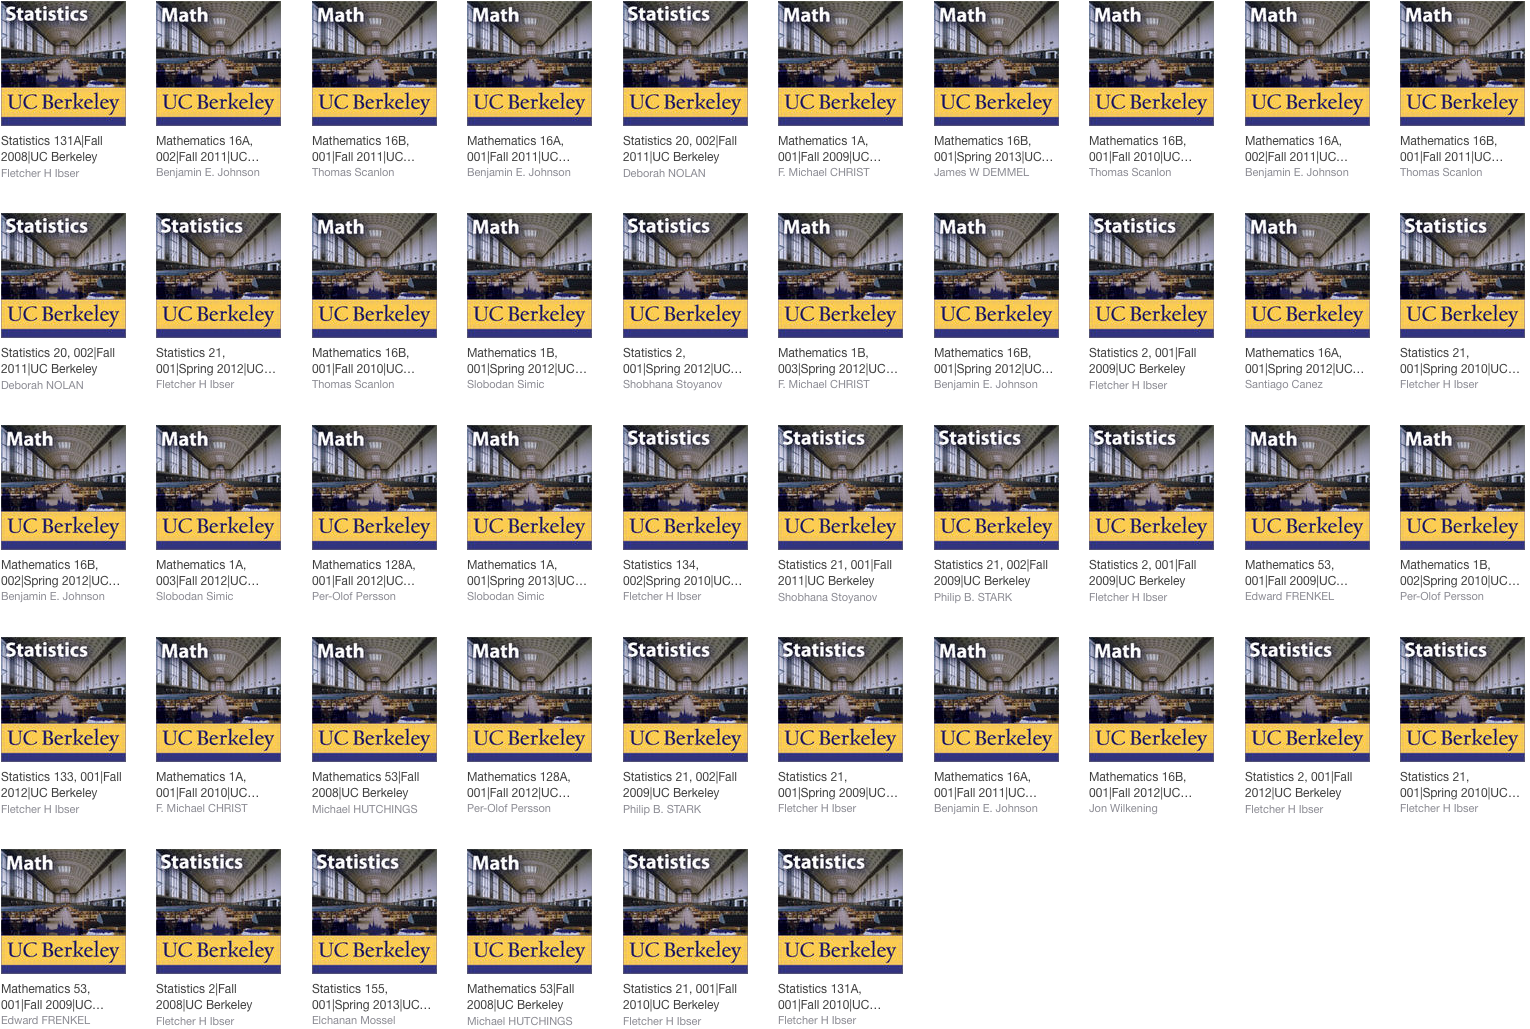 Statistics
UC Berkeley
Statistics 131A|Fall
2008|UC Berkeley
Fletcher H Ibser
Math
UC Berkeley
Mathematics 16A,
002|Fall 2011|UC...
Benjamin E. Johnson
Math
UC Berkeley
Mathematics 16B,
001|Fall 2011|UC...
Thomas Scanlon
Math
UC Berkeley
Mathematics 16A,
001|Fall 2011|UC...
Benjamin E. Johnson
Statistics
UC Berkeley
Statistics 20, 002|Fall
2011|UC Berkeley
Deborah NOLAN
Math
UC Berkeley
Mathematics 1A,
001|Fall 2009|UC...
F. Michael CHRIST
Math
UC Berkeley
Mathematics 16B,
001|Spring 2013|UC...
James W DEMMEL
Math
UC Berkeley
Mathematics 16B,
001|Fall 2010|UC...
Thomas Scanlon
Math
UC Berkeley
Mathematics 16A,
002|Fall 2011|UC...
Benjamin E. Johnson
Math
UC Berkeley
Mathematics 16B,
001|Fall 2011|UC...
Thomas Scanlon
Statistics
UC Berkeley
Statistics 20, 002|Fall
2011|UC Berkeley
Deborah NOLAN
Statistics
UC Berkeley
Statistics 21,
001|Spring 2012|UC...
Fletcher H Ibser
Math
UC Berkeley
Mathematics 16B,
001|Fall 2010|UC...
Thomas Scanlon
Math
UC Berkeley
Mathematics 1B,
001|Spring 2012|UC...
Slobodan Simic
Statistics
UC Berkeley
Statistics 2,
001|Spring 2012|UC...
Shobhana Stoyanov
Math
UC Berkeley
Mathematics 1B,
003|Spring 2012|UC...
F. Michael CHRIST
Math
UC Berkeley
Mathematics 16B,
001|Spring 2012|UC...
Benjamin E. Johnson
Statistics
UC Berkeley
Statistics 2, 001|Fall
2009|UC Berkeley
Fletcher H Ibser
Math
UC Berkeley
Mathematics 16A,
001|Spring 2012|UC...
Santiago Canez
Statistics
UC Berkeley
Statistics 21,
001|Spring 2010|UC...
Fletcher H Ibser
Math
UC Berkeley
Mathematics 16B,
002|Spring 2012|UC...
Benjamin E. Johnson
Math
UC Berkeley
Mathematics 1A,
003|Fall 2012|UC...
Slobodan Simic
Math
UC Berkeley
Mathematics 128A,
001|Fall 2012|UC...
Per-Olof Persson
Math
UC Berkeley
Mathematics 1A,
001|Spring 2013|UC...
Slobodan Simic
Statistics
UC Berkeley
Statistics 134,
002|Spring 2010|UC...
Fletcher H Ibser
Statistics
UC Berkeley
Statistics 21, 001|Fall
2011|UC Berkeley
Shobhana Stoyanov
Statistics
UC Berkeley
Statistics 21, 002|Fall
2009|UC Berkeley
Philip B. STARK
Statistics
UC Berkeley
Statistics 2, 001|Fall
2009|UC Berkeley
Fletcher H Ibser
Math
UC Berkeley
Mathematics 53,
001|Fall 2009|UC...
Edward FRENKEL
Math
UC Berkeley
Mathematics 1B,
002|Spring 2010|UC...
Per-Olof Persson
Statistics
UC Berkeley
Statistics 133, 001|Fall
2012|UC Berkeley
Fletcher H Ibser
Math
UC Berkeley
Mathematics 1A,
001|Fall 2010|UC...
F. Michael CHRIST
Math
UC Berkeley
Mathematics 53|Fall
2008|UC Berkeley
Michael HUTCHINGS
Math
UC Berkeley
Mathematics 128A,
001|Fall 2012|UC...
Per-Olof Persson
Statistics
UC Berkeley
Statistics 21, 002|Fall
2009|UC Berkeley
Philip B. STARK
Statistics
UC Berkeley
Statistics 21,
001|Spring 2009|UC...
Fletcher H Ibser
Math
UC Berkeley
Mathematics 16A,
001|Fall 2011|UC...
Benjamin E. Johnson
Math
UC Berkeley
Mathematics 16B,
001|Fall 2012|UC...
Jon Wilkening
Statistics
UC Berkeley
Statistics 2, 001|Fall
2012|UC Berkeley
Fletcher H Ibser
Statistics
UC Berkeley
Statistics 21,
001|Spring 2010|UC...
Fletcher H Ibser
Math
UC Berkeley
Mathematics 53,
001|Fall 2009|UC...
Edward FRENKEL
Statistics
UC Berkeley
Statistics 2|Fall
2008|UC Berkeley
Fletcher H Ibser
Statistics
UC Berkeley
Statistics 155,
001|Spring 2013|UC...
Elchanan Mossel
Math
UC Berkeley
Mathematics 53|Fall
2008|UC Berkeley
Michael HUTCHINGS
Statistics
UC Berkeley
Statistics 21, 001|Fall
2010|UC Berkeley
Fletcher H Ibser
Statistics
UC Berkeley
Statistics 131A,
001|Fall 2010|UC...
Fletcher H Ibser